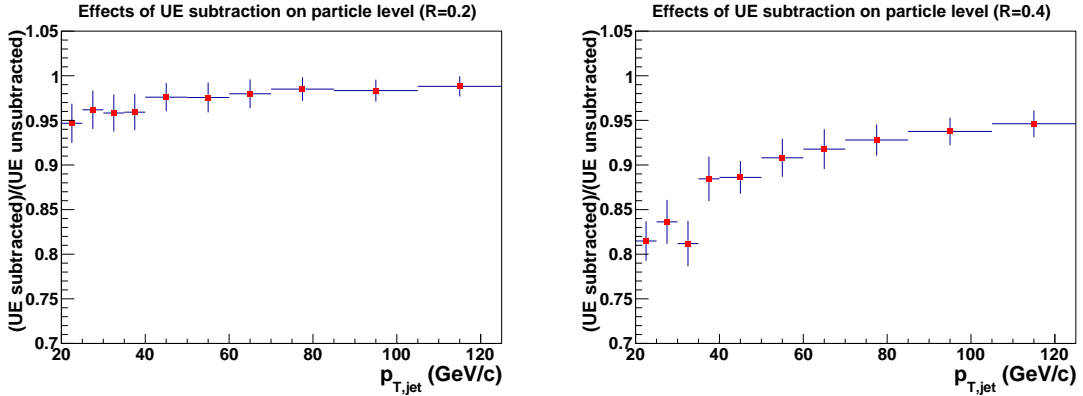 Effects of UE subtraction on particle level (R=0.2)
(UE subtracted)/(UE unsubtracted)
1.05
1
0.95
0.9
0.85
0.8
0.75
0.7
20 40 60 80 100 120
p_T,jet (GeV/c)
Effects of UE subtraction on particle level (R=0.4)
(UE subtracted)/(UE unsubtracted)
1.05
1
0.95
0.9
0.85
0.8
0.75
0.7
20 40 60 80 100 120
p_T,jet (GeV/c)